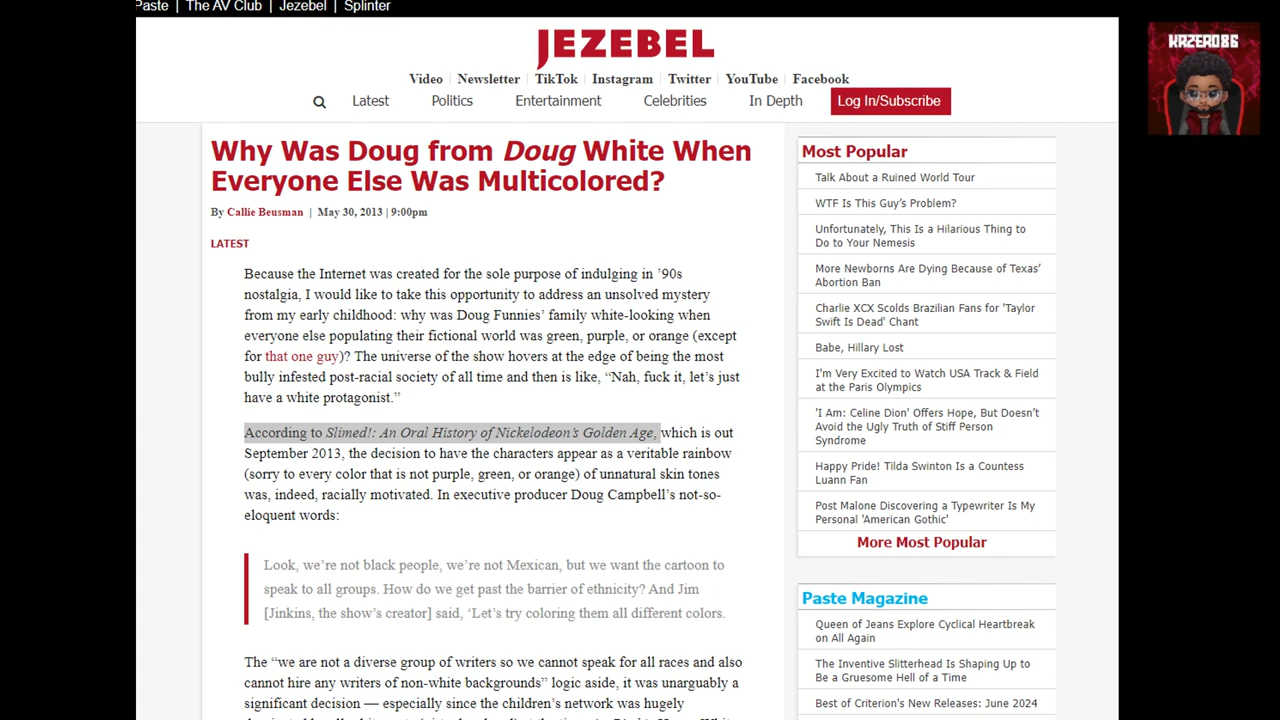 Paste | The AV Club | Jezebel | Splinter
JEZEBEL
Video | Newsletter | TikTok | Instagram | Twitter | YouTube | Facebook
Latest Politics Entertainment Celebrities In Depth Log In/Subscribe
Why Was Doug from Doug White When
Everyone Else Was Multicolored?
By Callie Beusman | May 30, 2013 | 9:00pm
LATEST
Because the Internet was created for the sole purpose of indulging in ’90s
nostalgia, I would like to take this opportunity to address an unsolved mystery
from my early childhood: why was Doug Funnies’ family white-looking when
everyone else populating their fictional world was green, purple, or orange (except
for that one guy)? The universe of the show hovers at the edge of being the most
bully infested post-racial society of all time and then is like, “Nah, fuck it, let’s just
have a white protagonist.”
According to Slimed!: An Oral History of Nickelodeon’s Golden Age, which is out
September 2013, the decision to have the characters appear as a veritable rainbow
(sorry to every color that is not purple, green, or orange) of unnatural skin tones
was, indeed, racially motivated. In executive producer Doug Campbell’s not-so-
eloquent words:
Look, we’re not black people, we’re not Mexican, but we want the cartoon to
speak to all groups. How do we get past the barrier of ethnicity? And Jim
[Jinkins, the show’s creator] said, ‘Let’s try coloring them all different colors.
The “we are not a diverse group of writers so we cannot speak for all races and also
cannot hire any writers of non-white backgrounds” logic aside, it was unarguably a
significant decision — especially since the children’s network was hugely
Most Popular
Talk About a Ruined World Tour
WTF Is This Guy’s Problem?
Unfortunately, This Is a Hilarious Thing to
Do to Your Nemesis
More Newborns Are Dying Because of Texas’
Abortion Ban
Charlie XCX Scolds Brazilian Fans for 'Taylor
Swift Is Dead' Chant
Babe, Hillary Lost
I'm Very Excited to Watch USA Track & Field
at the Paris Olympics
'I Am: Celine Dion' Offers Hope, But Doesn’t
Avoid the Ugly Truth of Stiff Person
Syndrome
Happy Pride! Tilda Swinton Is a Countess
Luann Fan
Post Malone Discovering a Typewriter Is My
Personal 'American Gothic'
More Most Popular
Paste Magazine
Queen of Jeans Explore Cyclical Heartbreak
on All Again
The Inventive Slitterhead Is Shaping Up to
Be a Gruesome Hell of a Time
Best of Criterion's New Releases: June 2024
KRZERO86